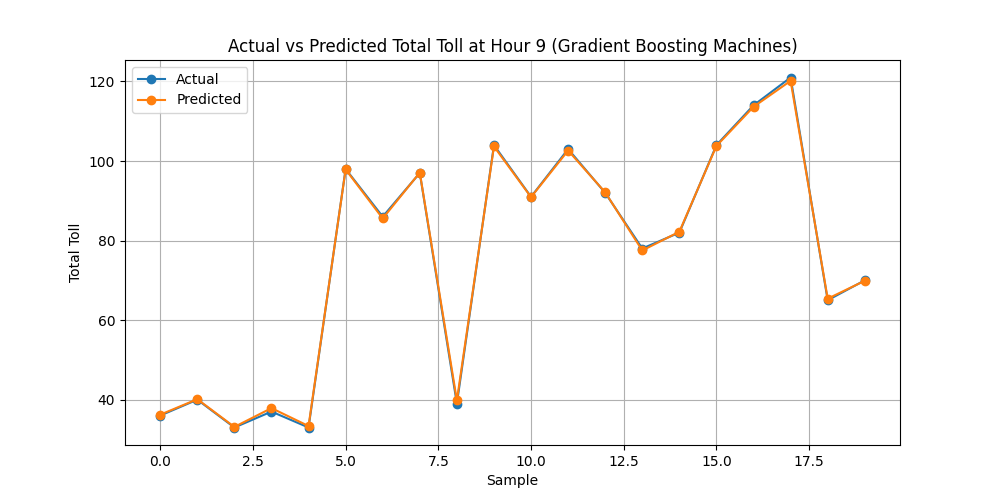 Actual vs Predicted Total Toll at Hour 9 (Gradient Boosting Machines)
Actual
Predicted
120
100
80
60
40
Total Toll
0.0 2.5 5.0 7.5 10.0 12.5 15.0 17.5
Sample